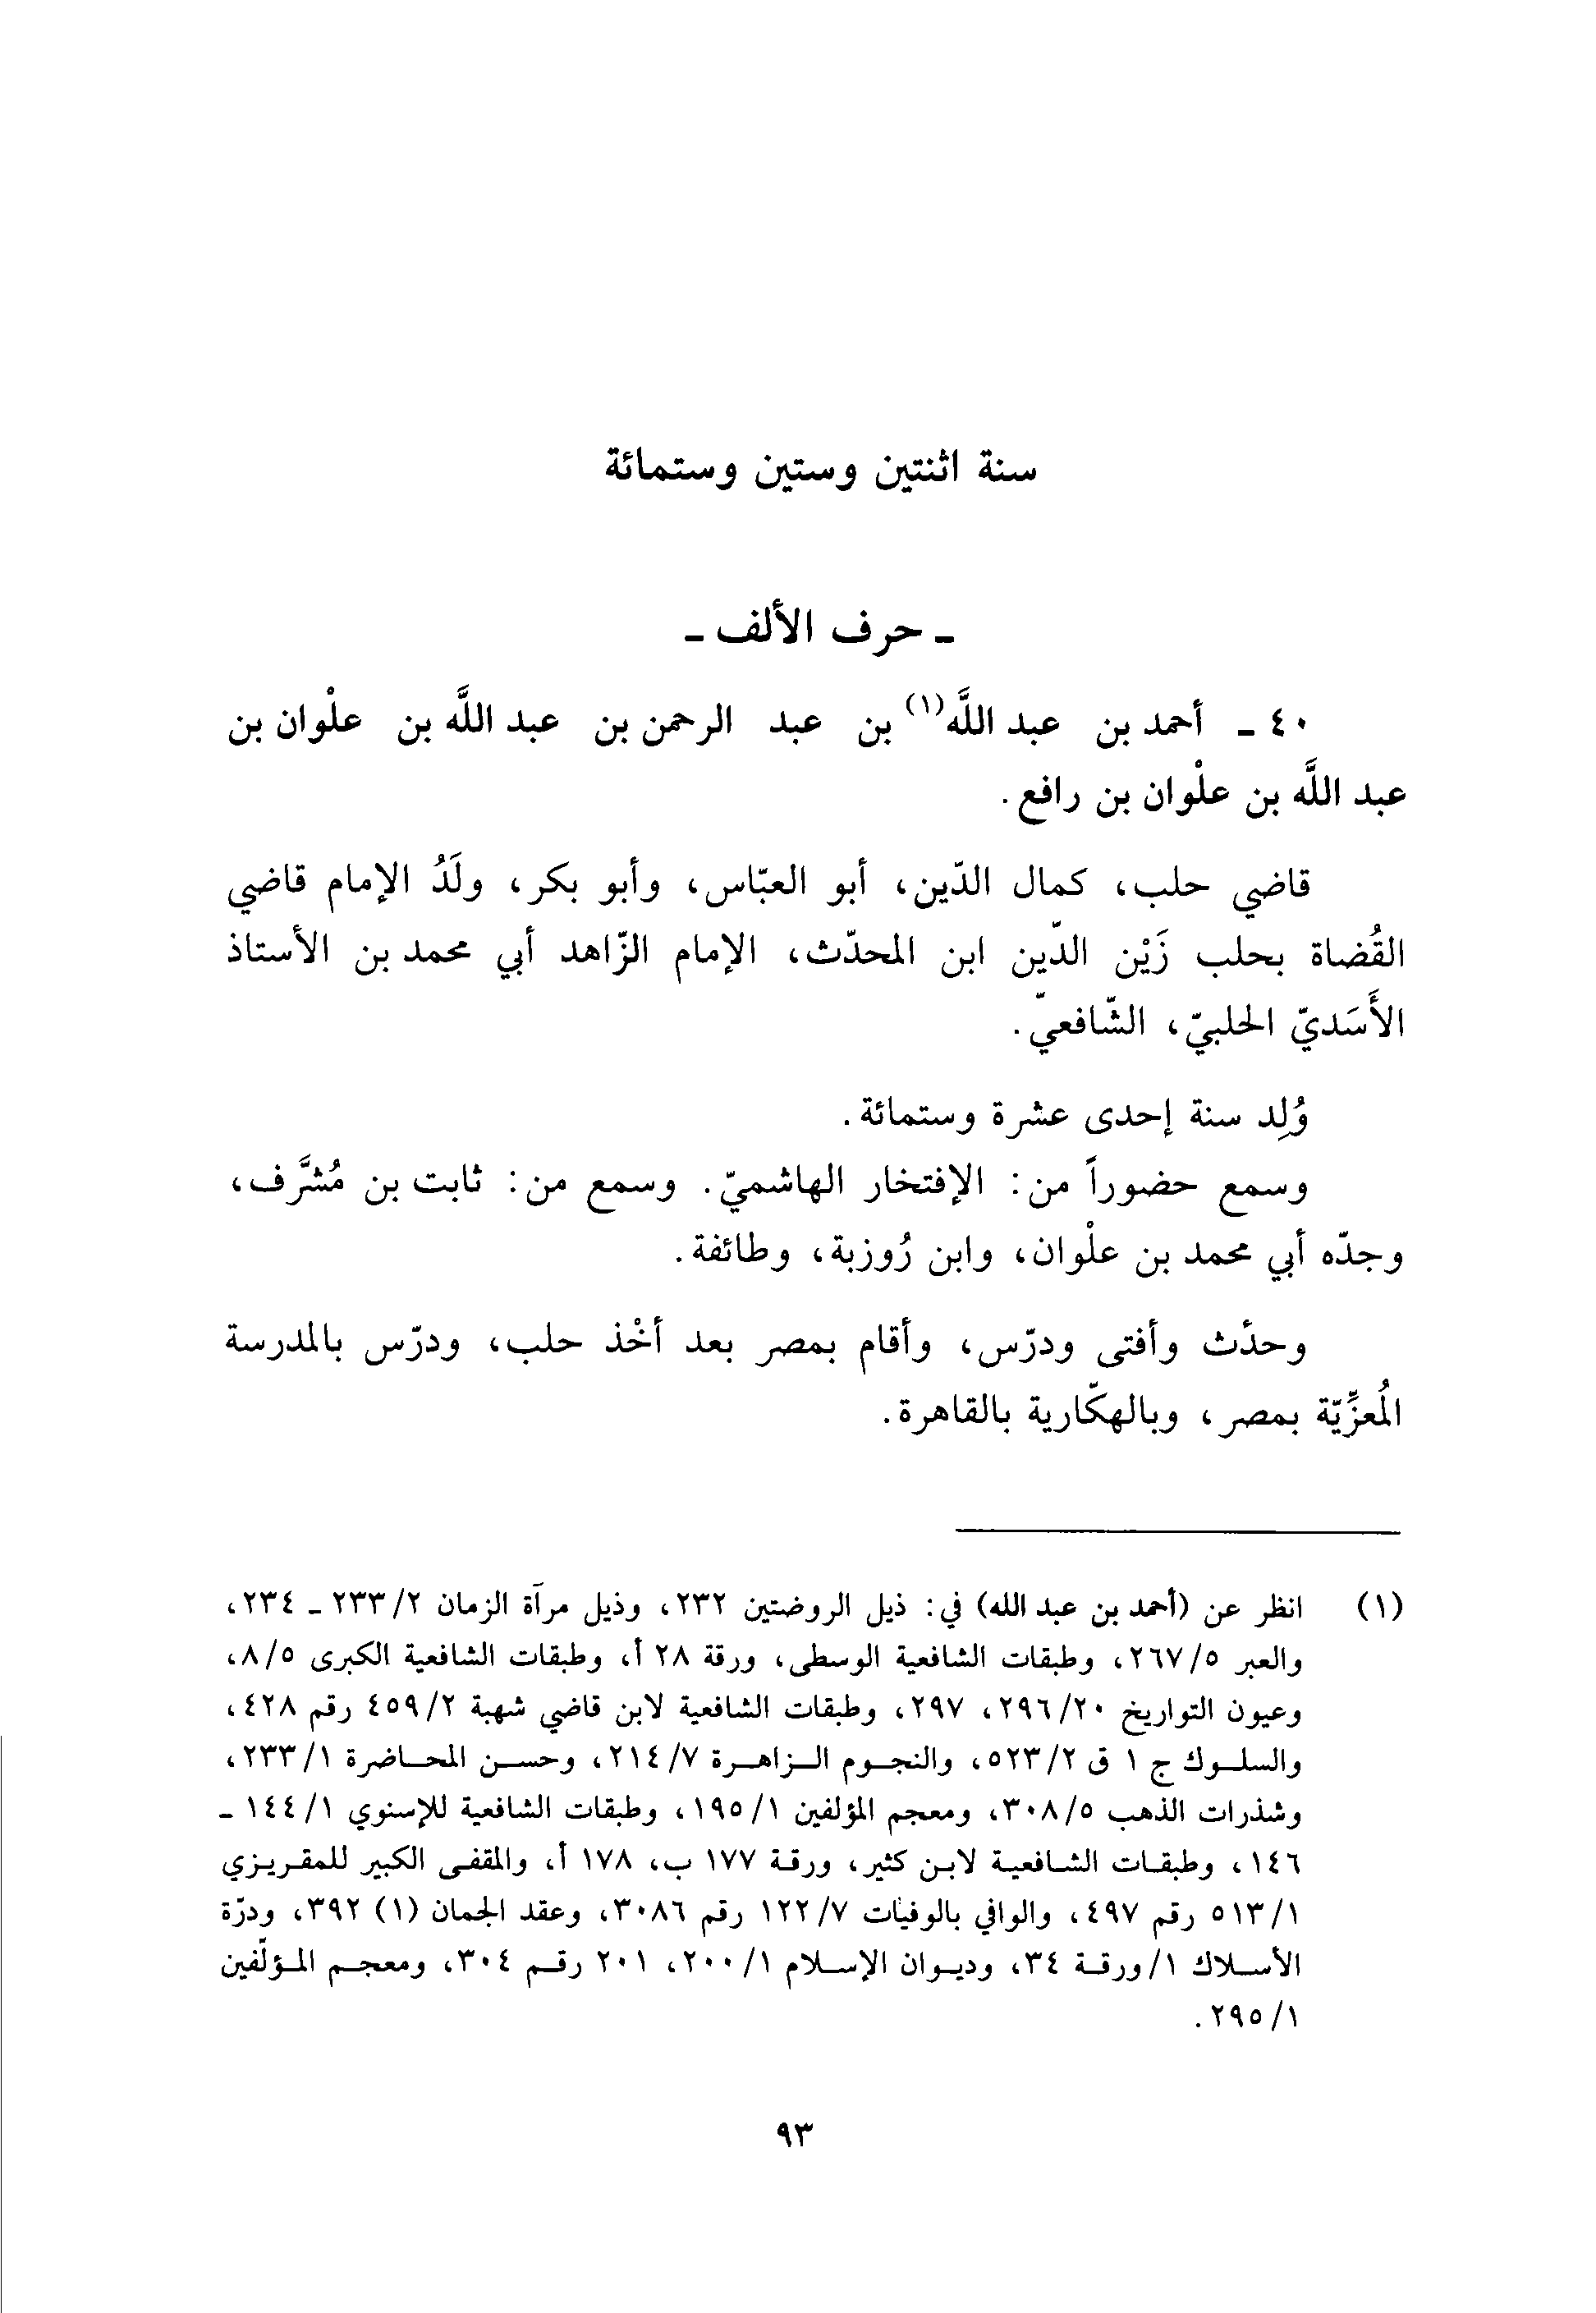 سنة اثنتين وستين وستمائة
ـ حرف الألف ـ
٤٠ ـ أحمد بن عبد اللَّه(١) بن عبد الرحمن بن عبد اللَّه بن علْوان بن
عبد اللَّه بن علْوان بن رافع.
قاضي حلب، كمال الدّين، أبو العبّاس، وأبو بكر، ولَدُ الإمام قاضي
القُضاة بحلب زَيْن الدّين ابن المحدّث، الإمام الزّاهد أبي محمد بن الأستاذ
الأَسَديّ الحلبيّ، الشّافعيّ.
وُلِد سنة إحدى عشرة وستمائة.
وسمع حضوراً من: الإفتخار الهاشميّ. وسمع من: ثابت بن مُشرَّف،
وجدّه أبي محمد بن علْوان، وابن رُوزبة، وطائفة.
وحدّث وأفتى ودرّس، وأقام بمصر بعد أخْذ حلب، ودرّس بالمدرسة
المُعزِّيّة بمصر، وبالهكّارية بالقاهرة.
(١) انظر عن (أحمد بن عبد الله) في: ذيل الروضتين ٢٣٢، وذيل مرآة الزمان ٢/ ٢٣٣ ـ ٢٣٤،
والعبر ٥/ ٢٦٧، وطبقات الشافعية الوسطى، ورقة ٢٨ أ، وطبقات الشافعية الكبرى ٥/ ٨،
وعيون التواريخ ٢٠/ ٢٩٦، ٢٩٧، وطبقات الشافعية لابن قاضي شهبة ٢/ ٤٥٩ رقم ٤٢٨،
والسلوك ج ١ ق ٢/ ٥٢٣، والنجوم الزاهرة ٧/ ٢١٤، وحسن المحاضرة ١/ ٢٣٣،
وشذرات الذهب ٥/ ٣٠٨، ومعجم المؤلفين ١/ ١٩٥، وطبقات الشافعية للإسنوي ١/ ١٤٤ ـ
١٤٦، وطبقات الشافعية لابن كثير، ورقة ١٧٧ ب، ١٧٨ أ، والمقفى الكبير للمقريزي
١/ ٥١٣ رقم ٤٩٧، والوافي بالوفيات ٧/ ١٢٢ رقم ٣٠٨٦، وعقد الجمان (١) ٣٩٢، ودرّة
الأسلاك ١/ ورقة ٣٤، وديوان الإسلام ١/ ٢٠٠، ٢٠١ رقم ٣٠٤، ومعجم المؤلّفين
١/ ٢٩٥.
٩٣